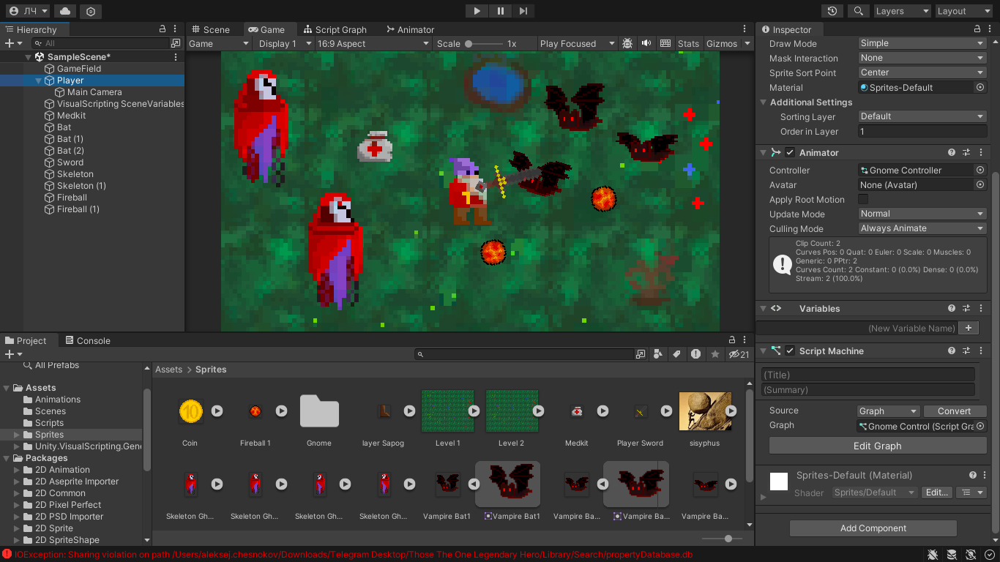 ЛЧ
Layers
Layout
Hierarchy
All
SampleScene*
GameField
Player
Main Camera
VisualScripting SceneVariables
Medkit
Bat
Bat (1)
Bat (2)
Sword
Skeleton
Skeleton (1)
Fireball
Fireball (1)
Scene
Game
Script Graph
Animator
Game
Display 1
16:9 Aspect
Scale
1x
Play Focused
Stats
Gizmos
Inspector
Draw Mode
Simple
Mask Interaction
None
Sprite Sort Point
Center
Material
Sprites-Default
Additional Settings
Sorting Layer
Default
Order in Layer
1
Animator
Controller
Gnome Controller
Avatar
None (Avatar)
Apply Root Motion
Update Mode
Normal
Culling Mode
Always Animate
Clip Count: 2
Curves Pos: 0 Quat: 0 Euler: 0 Scale: 0 Muscles: 0
Generic: 0 PPtr: 2
Curves Count: 2 Constant: 0 (0.0%) Dense: 0 (0.0%)
Stream: 2 (100.0%)
Variables
(New Variable Name)
Script Machine
(Title)
(Summary)
Source
Graph
Convert
Graph
Gnome Control (Script Gra
Edit Graph
Sprites-Default (Material)
Shader
Sprites/Default
Edit...
Add Component
Project
Console
21
All Prefabs
Assets
Animations
Scenes
Scripts
Sprites
Unity.VisualScripting.Gene
Packages
2D Animation
2D Aseprite Importer
2D Common
2D Pixel Perfect
2D PSD Importer
2D Sprite
2D SpriteShape
Assets > Sprites
10
Coin
Fireball 1
Gnome
layer Sapog
Level 1
Level 2
Medkit
Player Sword
sisyphus
Skeleton Gh...
Skeleton Gh...
Skeleton Gh...
Skeleton Gh...
Vampire Bat1
Vampire Bat1
Vampire Ba...
Vampire Ba...
Vampire Ba...
IOException: Sharing violation on path /Users/aleksej.chesnokov/Downloads/Telegram Desktop/Those The One Legendary Hero/Library/Search/propertyDatabase.db